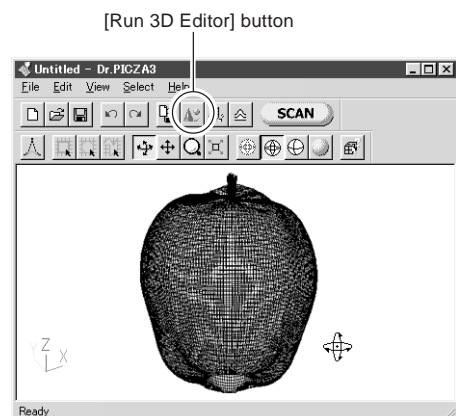 [Run 3D Editor] button
Untitled – Dr.PICZA3
File Edit View Select Help
SCAN
Z
X
Ready